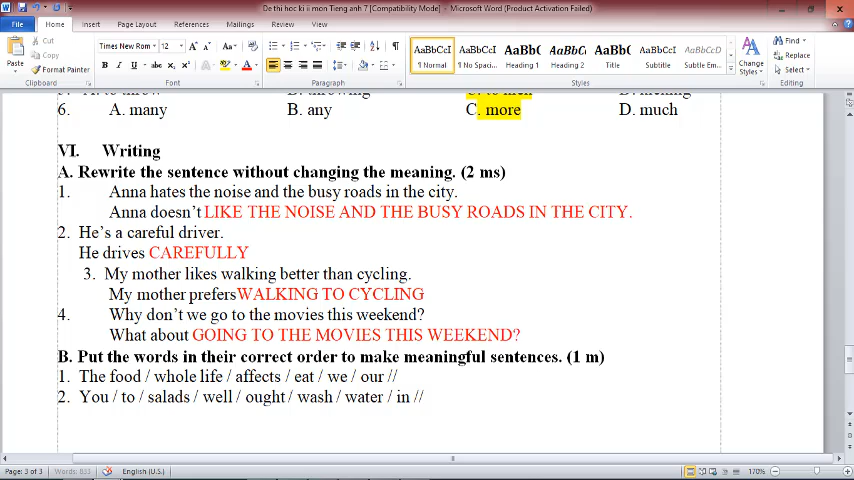 De thi hoc ki ii mon Tieng anh 7 [Compatibility Mode] - Microsoft Word (Product Activation Failed)
File Home Insert Page Layout References Mailings Review View
Cut
Copy
Format Painter
Paste
Clipboard
Times New Rom 12
Font
Paragraph
AaBbCcI AaBbCcI AaBb( AaBbCc AaBb( AaBbCcI AaBbCcD
¶ Normal ¶ No Spaci... Heading 1 Heading 2 Title Subtitle Subtle Em...
Change Styles
Styles
Find
Replace
Select
Editing
6. A. many B. any C. more D. much
VI. Writing
A. Rewrite the sentence without changing the meaning. (2 ms)
1. Anna hates the noise and the busy roads in the city.
Anna doesn't LIKE THE NOISE AND THE BUSY ROADS IN THE CITY.
2. He's a careful driver.
He drives CAREFULLY
3. My mother likes walking better than cycling.
My mother prefersWALKING TO CYCLING
4. Why don't we go to the movies this weekend?
What about GOING TO THE MOVIES THIS WEEKEND?
B. Put the words in their correct order to make meaningful sentences. (1 m)
1. The food / whole life / affects / eat / we / our //
2. You / to / salads / well / ought / wash / water / in //
Page: 3 of 3 Words: 833 English (U.S.) 170%